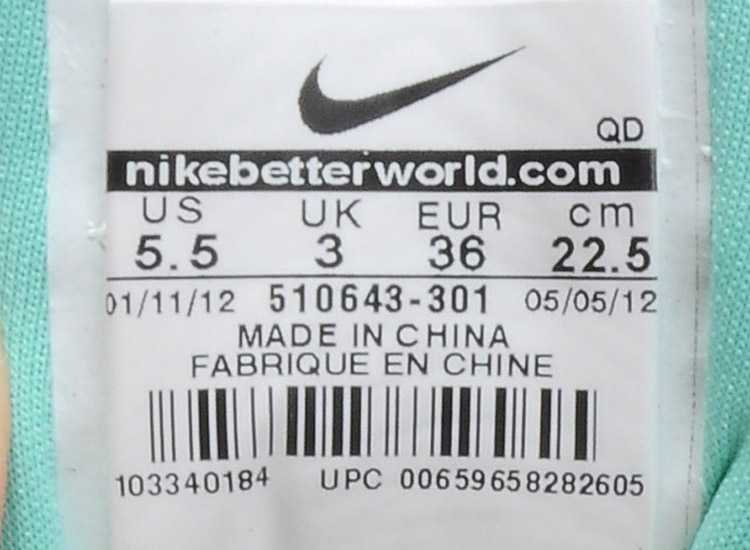 QD
nikebetterworld.com
US UK EUR cm
5.5 3 36 22.5
01/11/12 510643-301 05/05/12
MADE IN CHINA
FABRIQUE EN CHINE
103340184 UPC 00659658282605